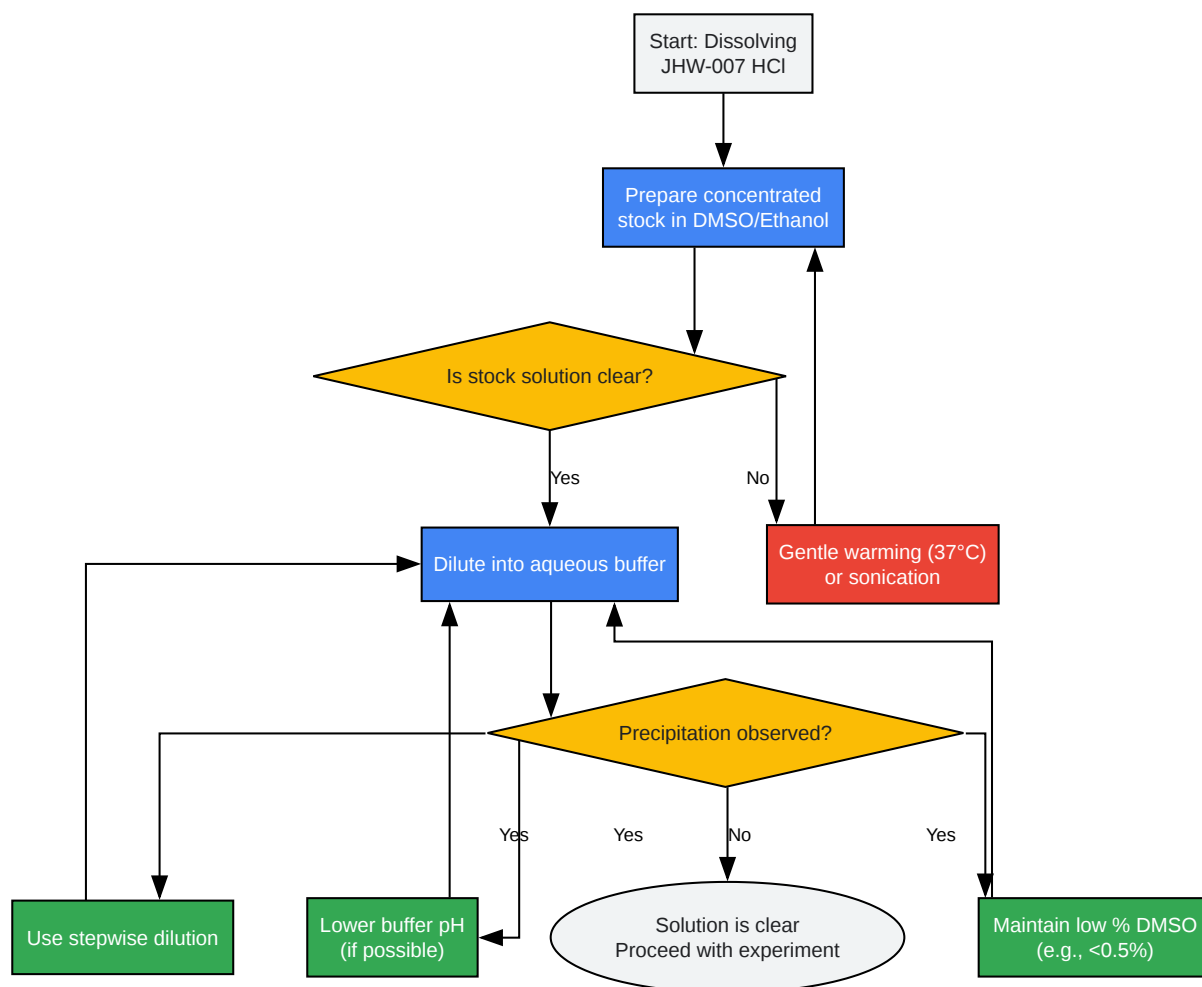 Start: Dissolving
JHW-007 HCl
Prepare concentrated
stock in DMSO/Ethanol
Is stock solution clear?
Yes
No
Dilute into aqueous buffer
Gentle warming (37°C)
or sonication
Precipitation observed?
Yes
Yes
No
Yes
Use stepwise dilution
Lower buffer pH
(if possible)
Solution is clear
Proceed with experiment
Maintain low % DMSO
(e.g., <0.5%)